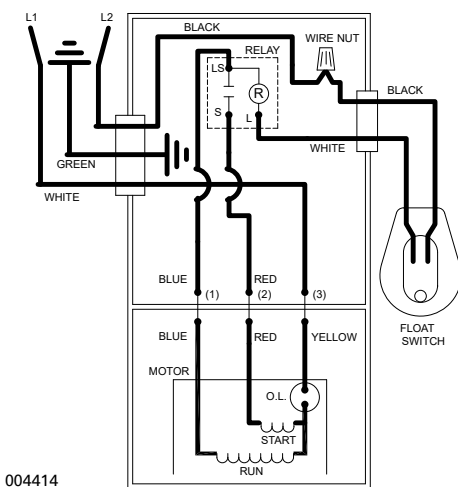 L1
L2
BLACK
WIRE NUT
RELAY
LS
R
BLACK
S
L
WHITE
GREEN
WHITE
BLUE
RED
(1)
(2)
(3)
FLOAT
SWITCH
BLUE
RED
YELLOW
MOTOR
O.L.
START
RUN
004414